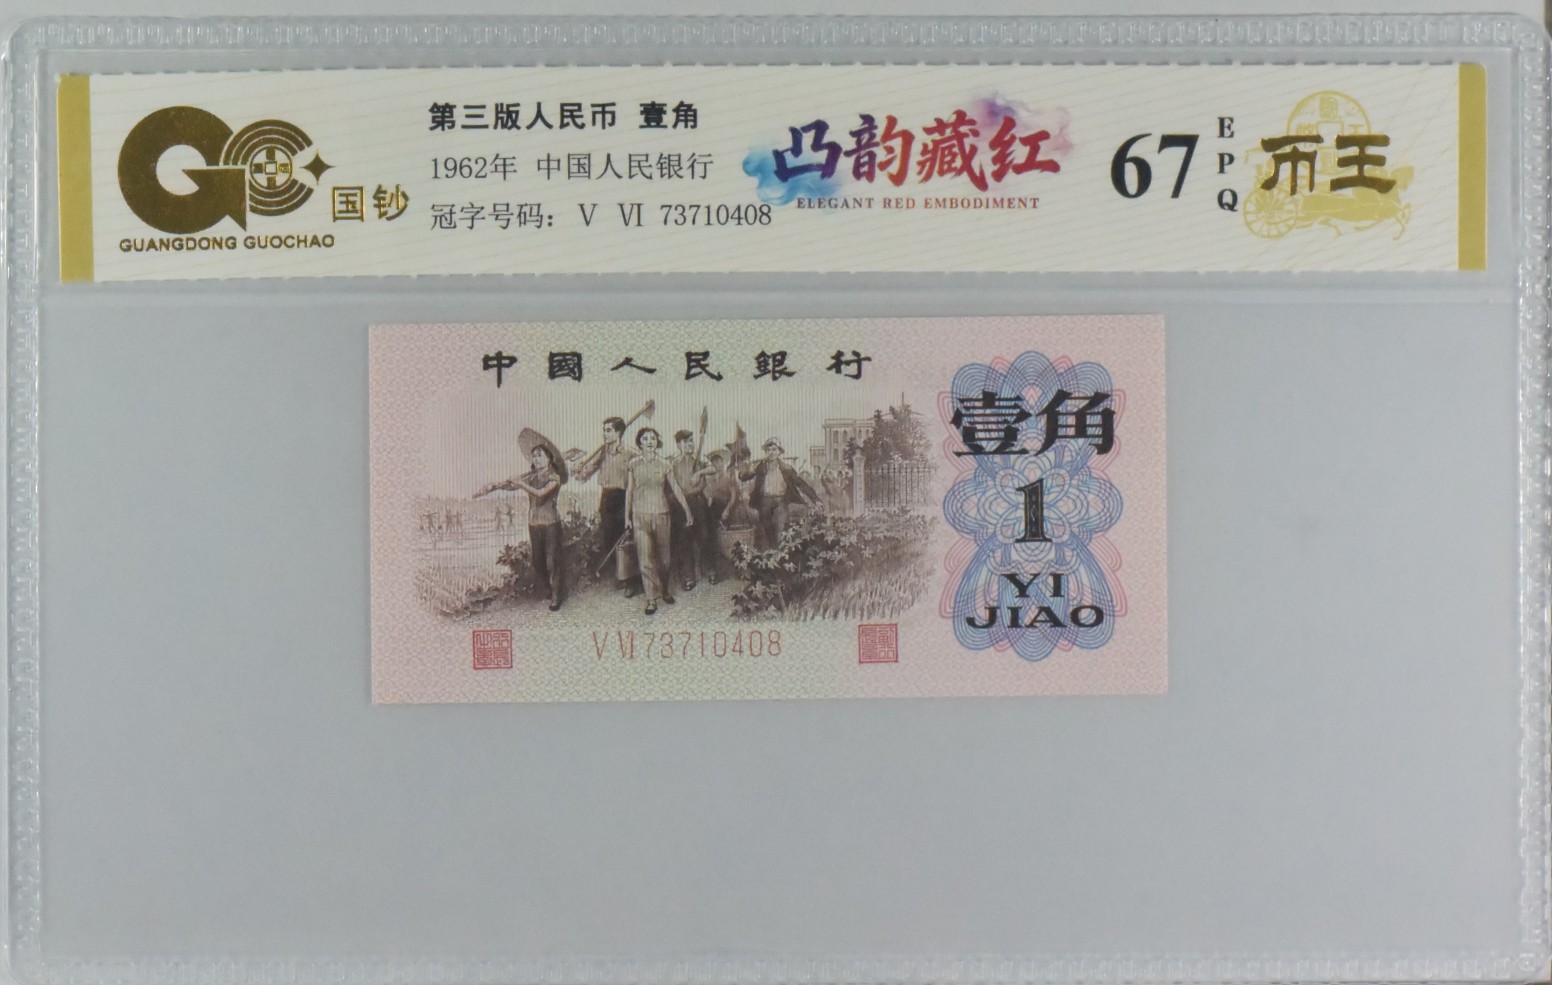 国钞
GUANGDONG GUOCHAO
第三版人民币 壹角
1962年 中国人民银行
冠字号码： Ⅴ Ⅵ 73710408
凸韵藏红
ELEGANT RED EMBODIMENT
67
E
P
Q
币王
中國人民銀行
壹角
1
YI
JIAO
Ⅴ Ⅵ 73710408